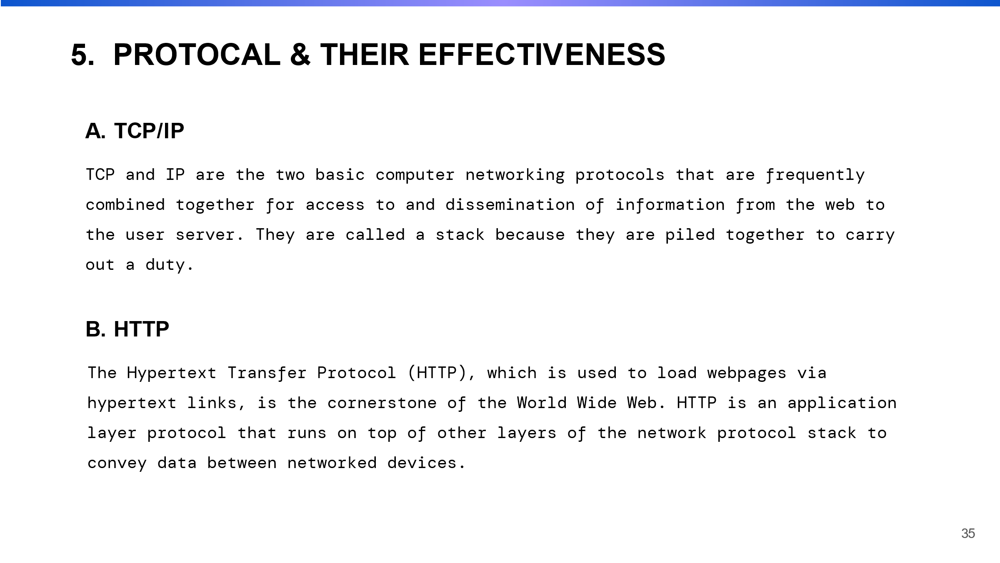 5. PROTOCAL & THEIR EFFECTIVENESS
A. TCP/IP
TCP and IP are the two basic computer networking protocols that are frequently
combined together for access to and dissemination of information from the web to
the user server. They are called a stack because they are piled together to carry
out a duty.
B. HTTP
The Hypertext Transfer Protocol (HTTP), which is used to load webpages via
hypertext links, is the cornerstone of the World Wide Web. HTTP is an application
layer protocol that runs on top of other layers of the network protocol stack to
convey data between networked devices.
35